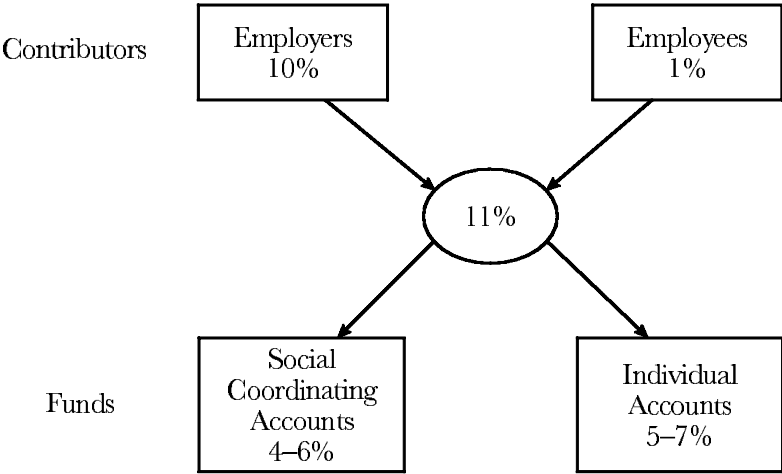 Contributors
Employers
10%
Employees
1%
11%
Funds
Social
Coordinating
Accounts
4–6%
Individual
Accounts
5–7%